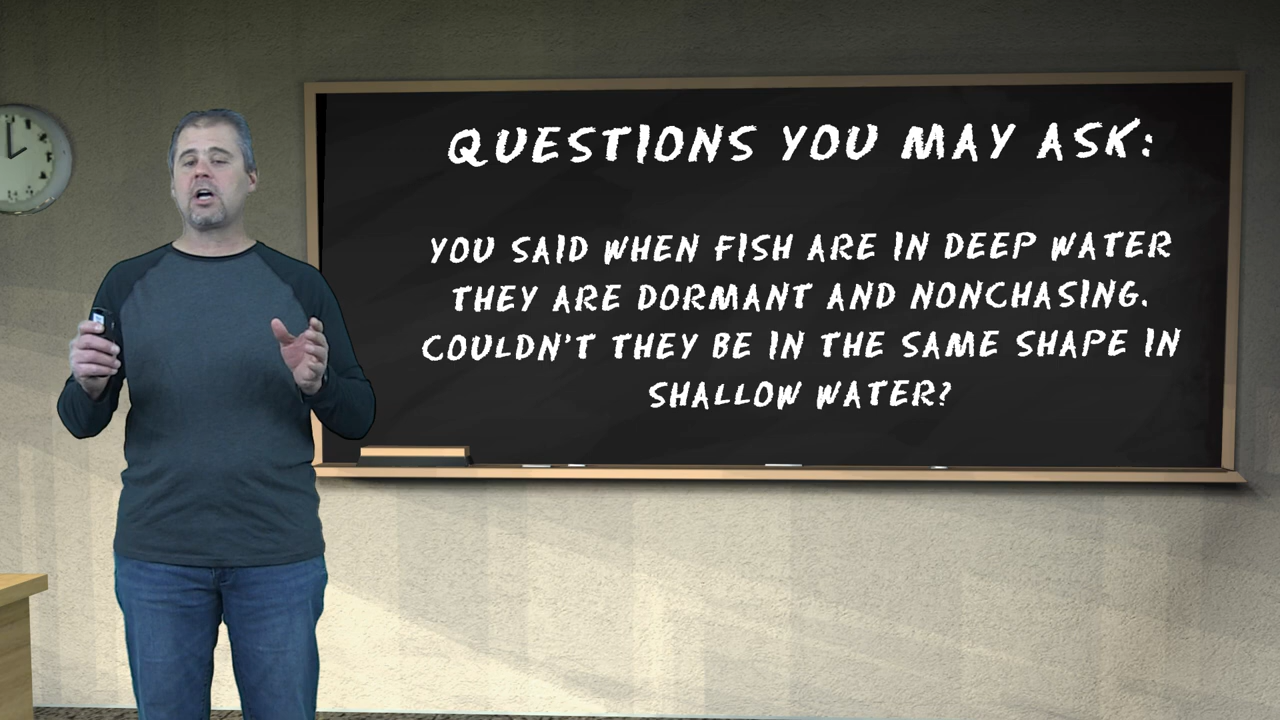 QUESTIONS YOU MAY ASK:
YOU SAID WHEN FISH ARE IN DEEP WATER
THEY ARE DORMANT AND NONCHASING.
COULDN'T THEY BE IN THE SAME SHAPE IN
SHALLOW WATER?